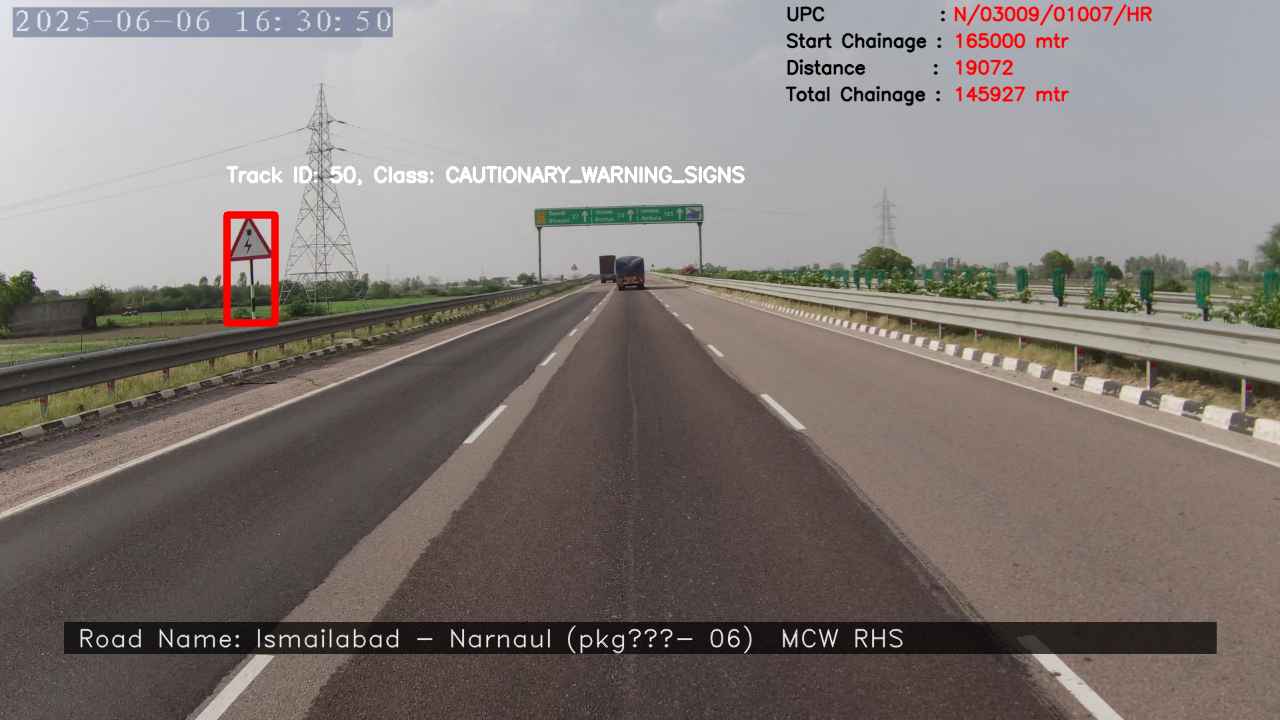 2025-06-06 16:30:50
UPC : N/03009/01007/HR
Start Chainage : 165000 mtr
Distance : 19072
Total Chainage : 145927 mtr
Track ID: 50, Class: CAUTIONARY_WARNING_SIGNS
Road Name: Ismailabad - Narnaul (pkg???- 06) MCW RHS